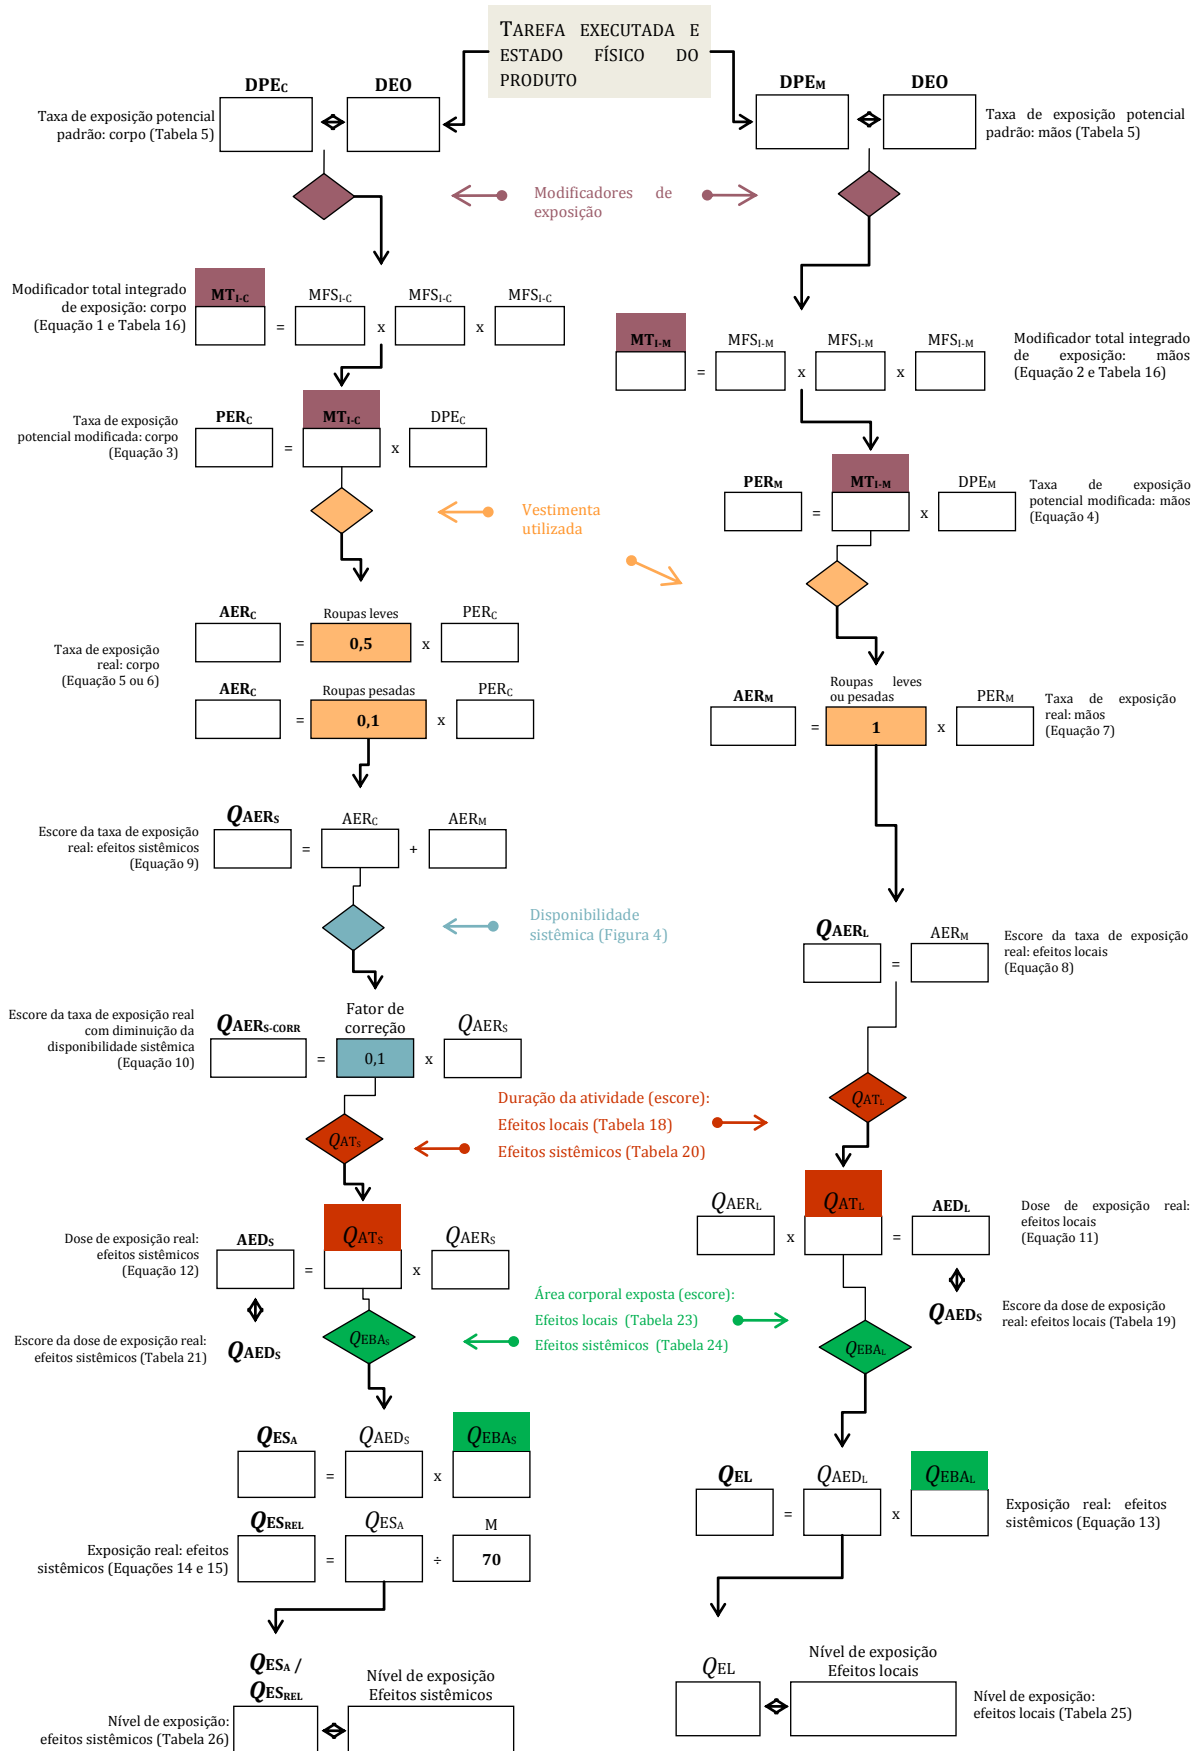 TAREFA EXECUTADA E
ESTADO FÍSICO DO
PRODUTO
DPEC DEO
DPEM DEO
Taxa de exposição potencial
padrão: corpo (Tabela 5)
Taxa de exposição potencial
padrão: mãos (Tabela 5)
Modificadores de
exposição
Modificador total integrado
de exposição: corpo
(Equação 1 e Tabela 16)
MTI-C = MFSI-C x MFSI-C x MFSI-C
MTI-M = MFSI-M x MFSI-M x MFSI-M
Modificador total integrado
de exposição: mãos
(Equação 2 e Tabela 16)
Taxa de exposição
potencial modificada: corpo
(Equação 3)
PERC = MTI-C x DPEC
PERM = MTI-M x DPEM
Taxa de exposição
potencial modificada: mãos
(Equação 4)
Vestimenta
utilizada
Taxa de exposição
real: corpo
(Equação 5 ou 6)
AERC Roupas leves PERC
= 0,5 x
AERC Roupas pesadas PERC
= 0,1 x
AERM Roupas leves
ou pesadas PERM
= 1 x
Taxa de exposição
real: mãos
(Equação 7)
Escore da taxa de exposição
real: efeitos sistêmicos
(Equação 9)
QAERS = AERC + AERM
Disponibilidade
sistêmica (Figura 4)
QAERL = AERM
Escore da taxa de exposição
real: efeitos locais
(Equação 8)
Escore da taxa de exposição real
com diminuição da
disponibilidade sistêmica
(Equação 10)
QAERS-CORR Fator de
correção QAERS
= 0,1 x
Duração da atividade (escore):
Efeitos locais (Tabela 18)
Efeitos sistêmicos (Tabela 20)
QATS
QATL
Dose de exposição real:
efeitos sistêmicos
(Equação 12)
AEDS = QATS x QAERS
QAERL x QATL = AEDL
Dose de exposição real:
efeitos locais
(Equação 11)
Área corporal exposta (escore):
Efeitos locais (Tabela 23)
Efeitos sistêmicos (Tabela 24)
Escore da dose de exposição real:
efeitos sistêmicos (Tabela 21)
QAEDS
QEBAS
QEBAL
QAEDS
Escore da dose de exposição
real: efeitos locais (Tabela 19)
QESA = QAEDS x QEBAS
QEL = QAEDL x QEBAL
Exposição real: efeitos
sistêmicos (Equação 13)
Exposição real: efeitos
sistêmicos (Equações 14 e 15)
QESREL QESA M
= ÷ 70
QESA /
QESREL
Nível de exposição
Efeitos sistêmicos
Nível de exposição:
efeitos sistêmicos (Tabela 26)
QEL
Nível de exposição
Efeitos locais
Nível de exposição:
efeitos locais (Tabela 25)